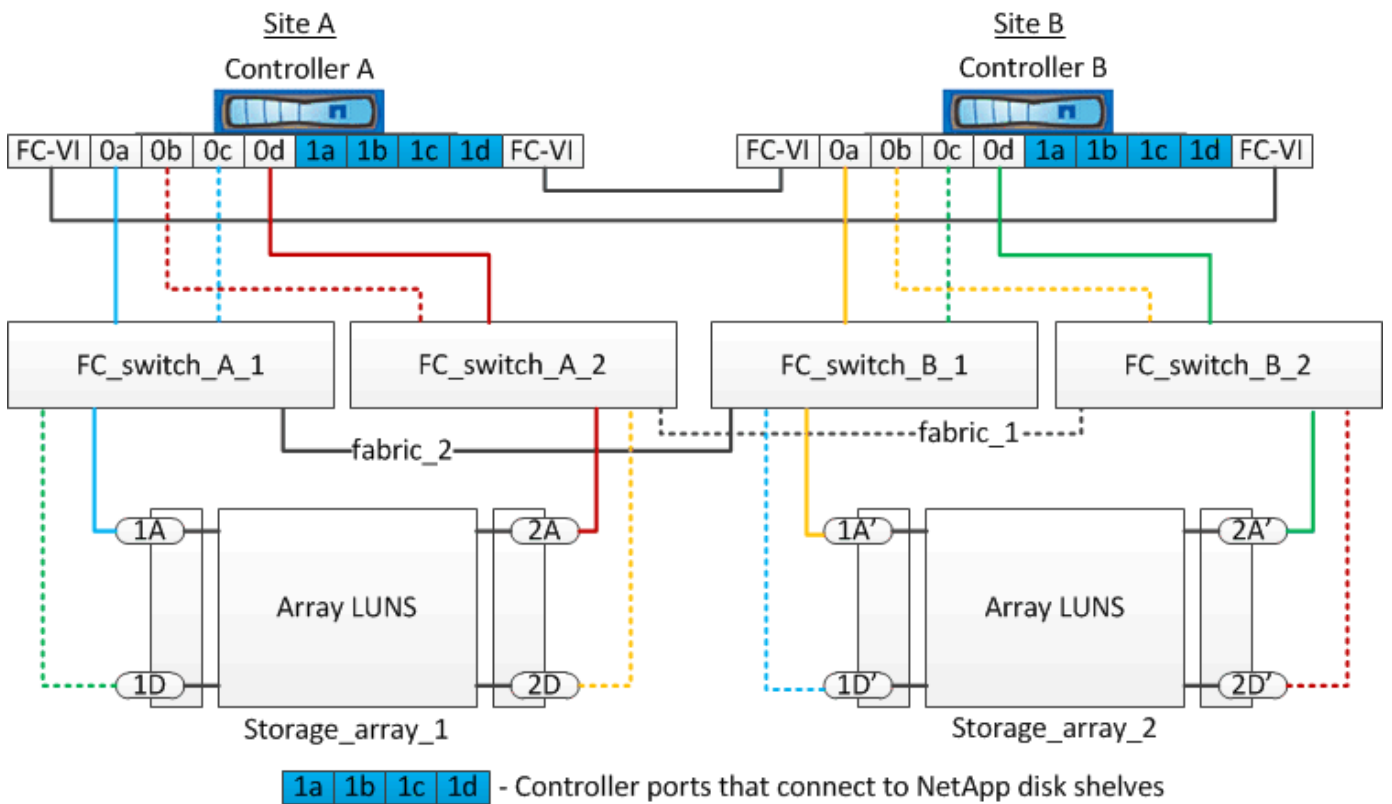 Site A
Site B
Controller A
Controller B
FC-VI 0a 0b 0c 0d 1a 1b 1c 1d FC-VI
FC-VI 0a 0b 0c 0d 1a 1b 1c 1d FC-VI
FC_switch_A_1
FC_switch_A_2
FC_switch_B_1
FC_switch_B_2
fabric_1
fabric_2
1A
2A
1A’
2A’
Array LUNS
Array LUNS
1D
2D
1D’
2D’
Storage_array_1
Storage_array_2
1a 1b 1c 1d - Controller ports that connect to NetApp disk shelves